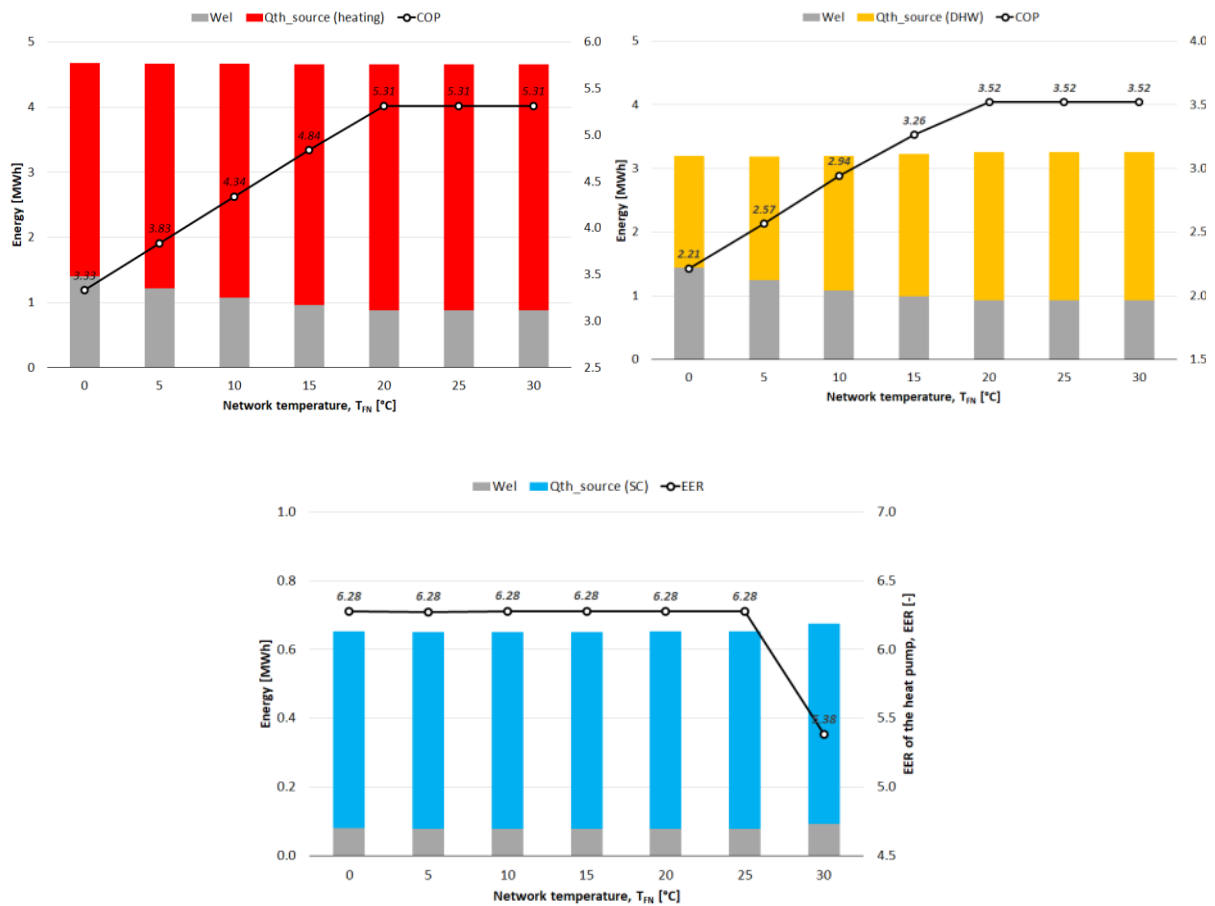 Wel Qth_source (heating) COP
5 6.0
5.5
4 5.0
4.5
3
4.0
2
3.5
1 3.0
0 2.5
3.33 3.83 4.34 4.84 5.31 5.31 5.31
Energy [MWh]
0 5 10 15 20 25 30
Network temperature, TFN [°C]
Wel Qth_source (DHW) COP
5 4.0
4 3.5
3 3.0
2 2.5
1 2.0
0 1.5
2.21 2.57 2.94 3.26 3.52 3.52 3.52
Energy [MWh]
0 5 10 15 20 25 30
Network temperature, TFN [°C]
Wel Qth_source (SC) EER
1.0 7.0
0.8 6.5
0.6 6.0
0.4 5.5
0.2 5.0
0.0 4.5
6.28 6.28 6.28 6.28 6.28 6.28 5.38
Energy [MWh]
EER of the heat pump, EER [-]
0 5 10 15 20 25 30
Network temperature, TFN [°C]